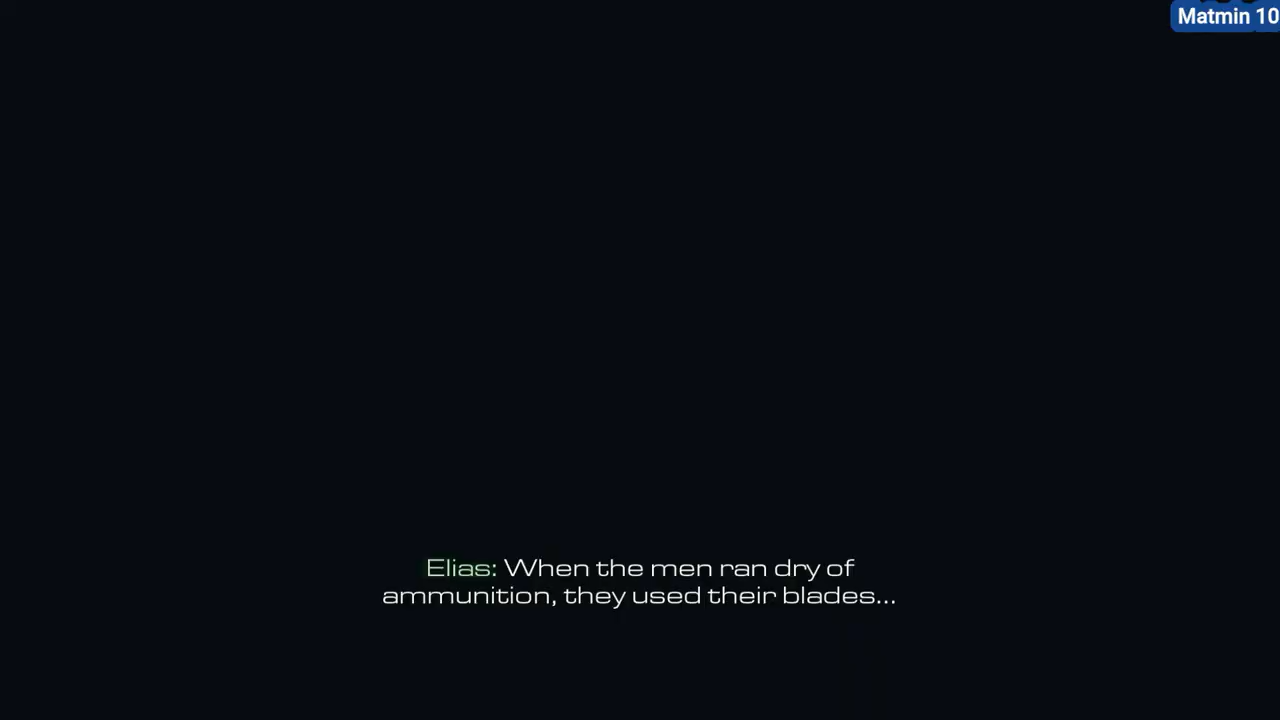 Matmin 10
Elias: When the men ran dry of
ammunition, they used their blades...